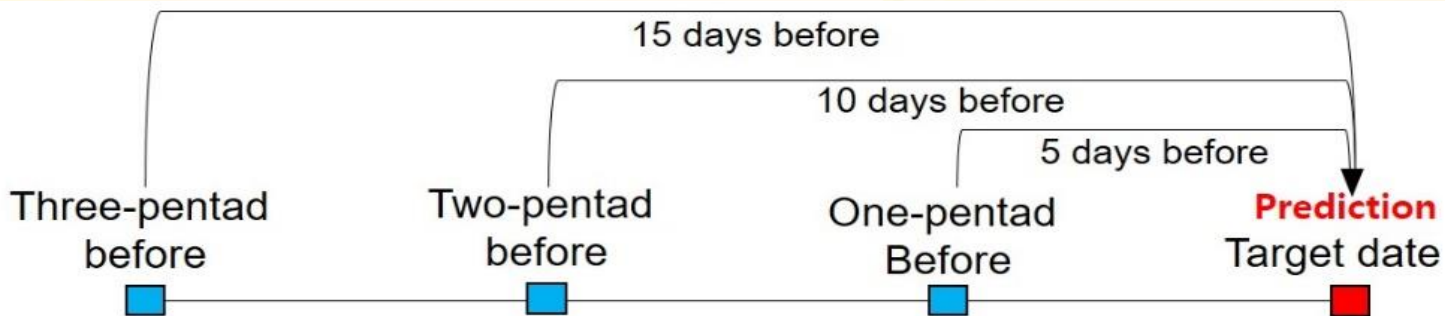 15 days before
10 days before
5 days before
Three-pentad
before
Two-pentad
before
One-pentad
Before
Prediction
Target date